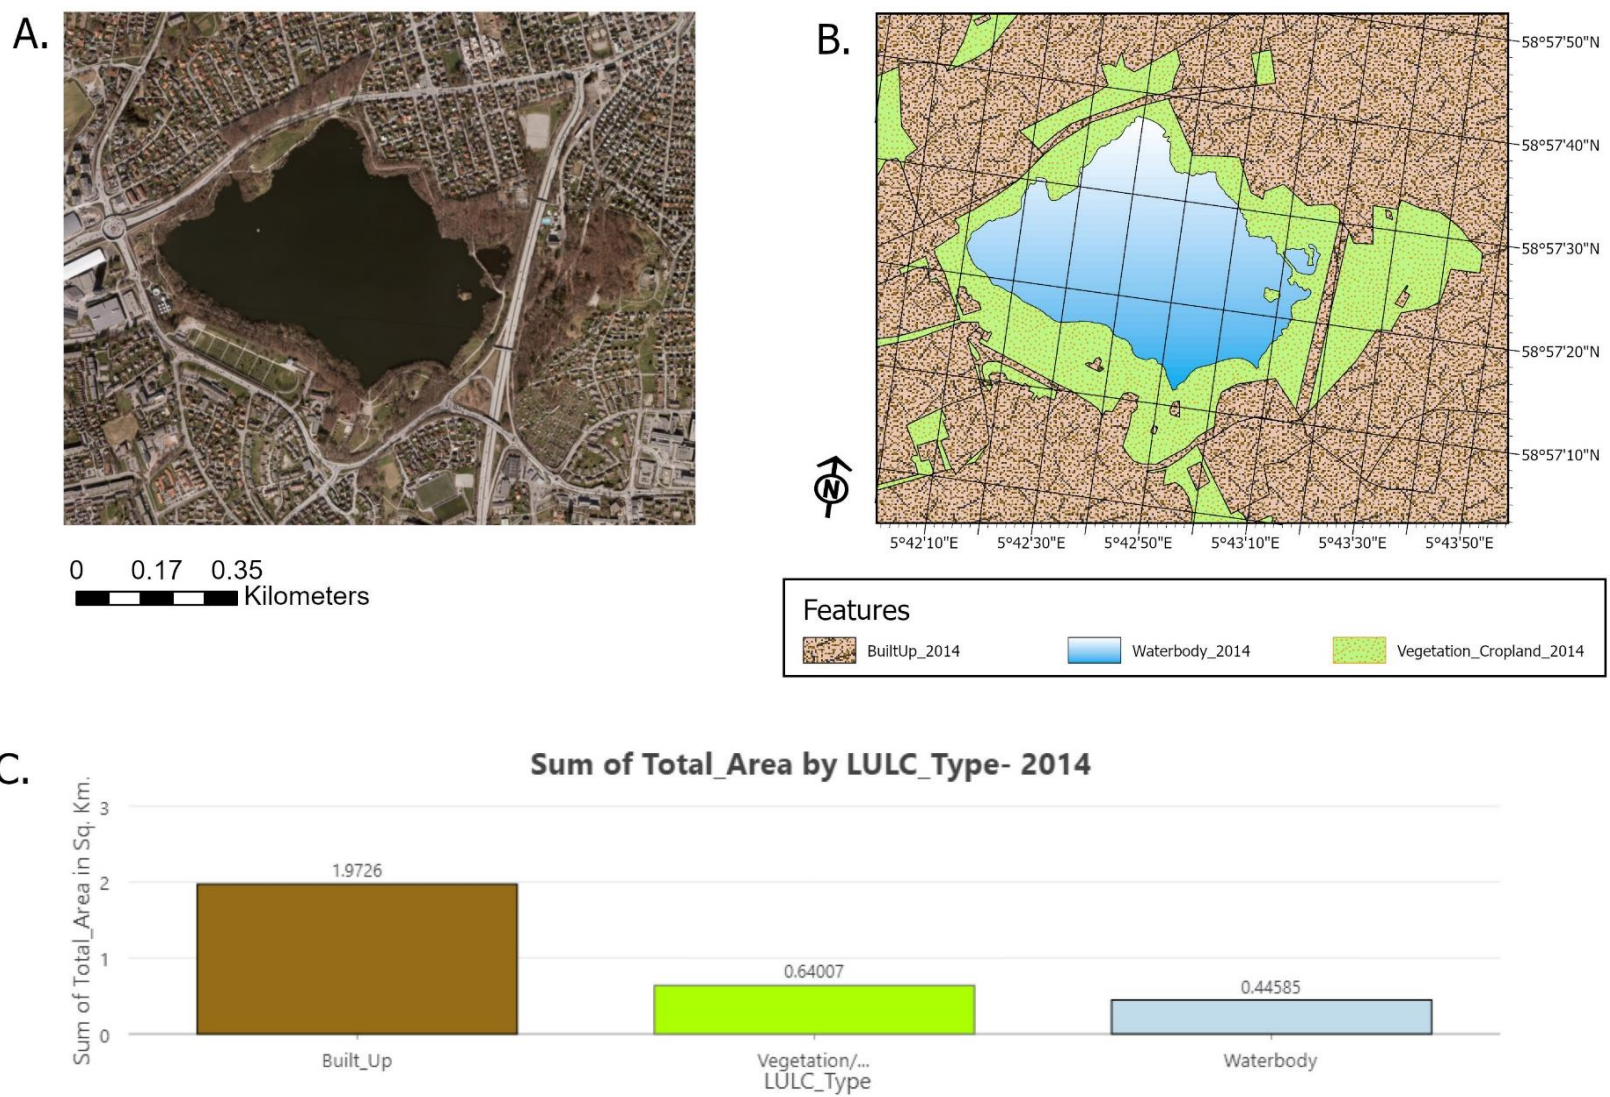 A.
B.
58°57'50"N
58°57'40"N
58°57'30"N
58°57'20"N
58°57'10"N
N
5°42'10"E 5°42'30"E 5°42'50"E 5°43'10"E 5°43'30"E 5°43'50"E
0 0.17 0.35
Kilometers
Features
BuiltUp_2014 Waterbody_2014 Vegetation_Cropland_2014
C.
Sum of Total_Area by LULC_Type- 2014
Sum of Total_Area in Sq. Km.
3
2
1
0
1.9726
0.64007
0.44585
Built_Up Vegetation/... Waterbody
LULC_Type